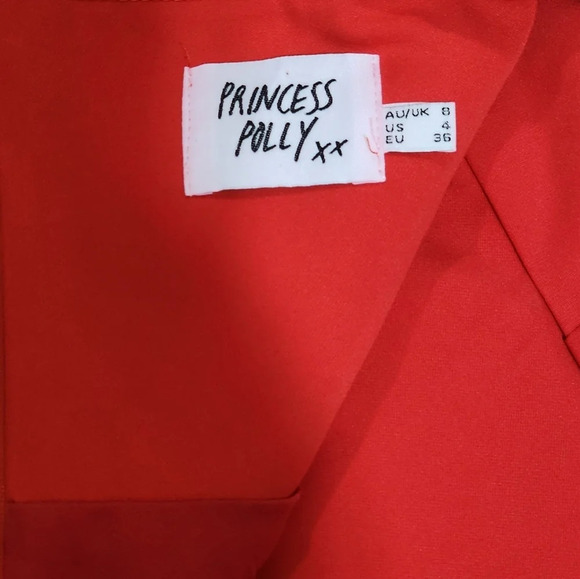 PRINCESS
POLLY xx
AU/UK 8
US 4
EU 36